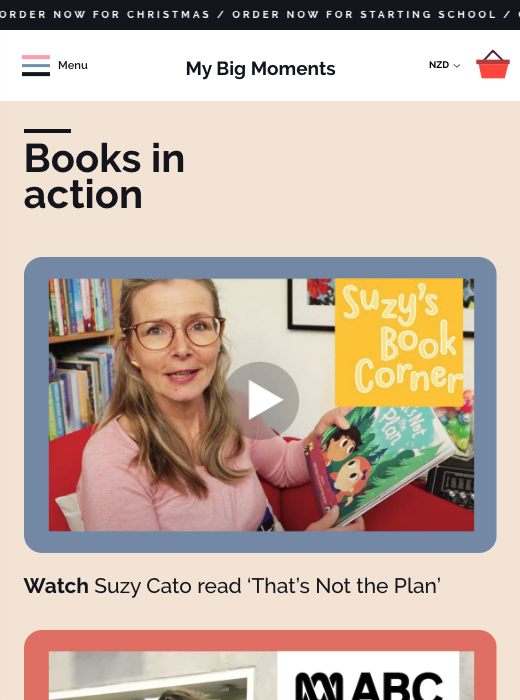 ORDER NOW FOR CHRISTMAS / ORDER NOW FOR STARTING SCHOOL /
Menu
My Big Moments
NZD
Books in
action
Suzy's
Book
Corner
Not
the
Plan
Watch Suzy Cato read ‘That’s Not the Plan’
ABC